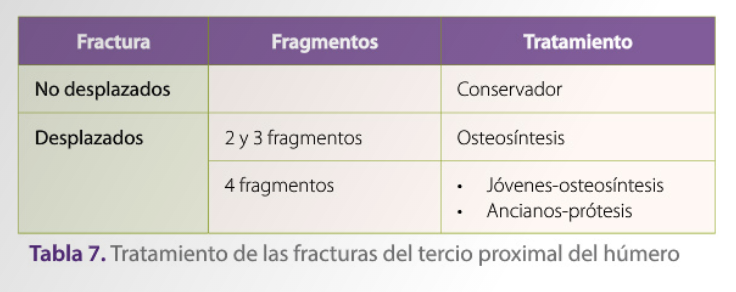 Fractura Fragmentos Tratamiento
No desplazados Conservador
Desplazados 2 y 3 fragmentos Osteosíntesis
4 fragmentos • Jóvenes-osteosíntesis
• Ancianos-prótesis
Tabla 7. Tratamiento de las fracturas del tercio proximal del húmero